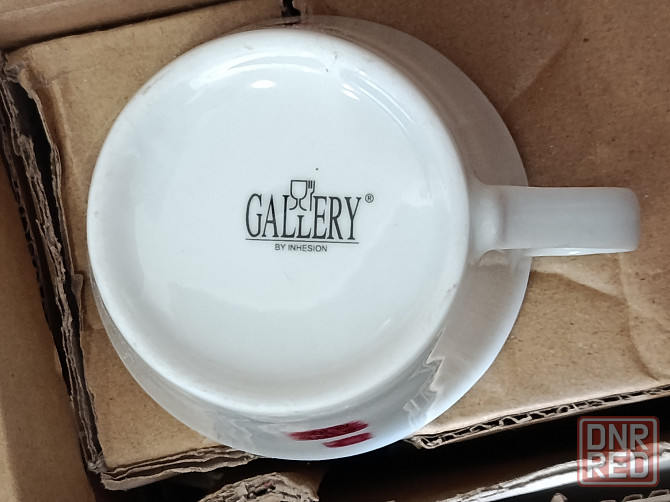 GALLERY®
BY INHESION
DNR
RED